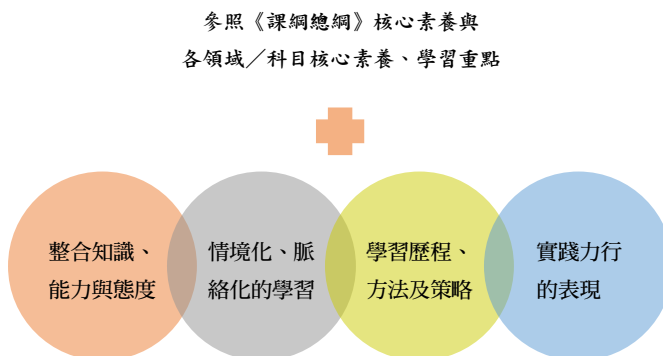 參照《課綱總綱》核心素養與
各領域／科目核心素養、學習重點
整合知識、
能力與態度
情境化、脈
絡化的學習
學習歷程、
方法及策略
實踐力行
的表現